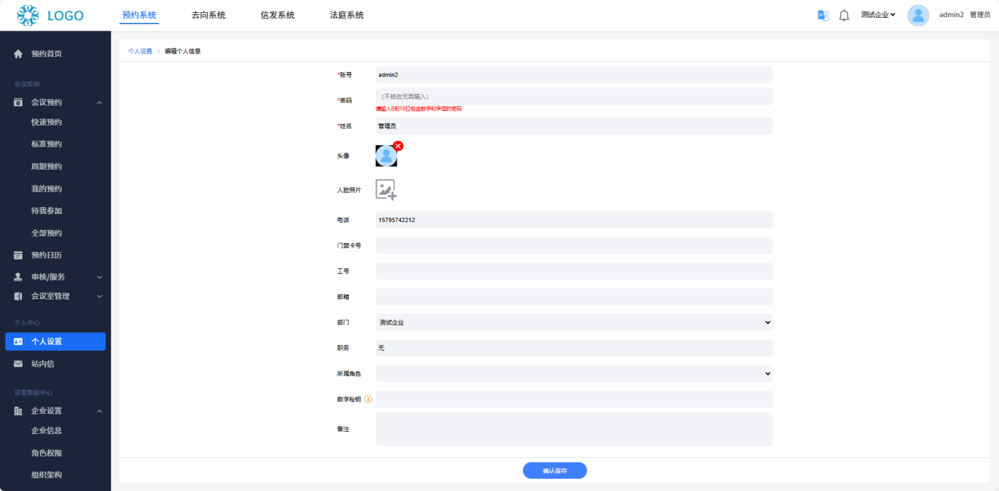 LOGO
预约系统
去向系统
信发系统
法庭系统
测试企业
admin2 管理员
预约首页
会议应用
会议预约
快速预约
标准预约
周期预约
我的预约
待我参加
全部预约
预约日历
审核/服务
会议室管理
个人中心
个人设置
站内信
设置数据中心
企业设置
企业信息
角色权限
组织架构
个人设置 > 编辑个人信息
*账号 admin2
*密码 (不修改无需输入)
请输入8到16位包含数字和字母的密码
*姓名 管理员
头像
人脸照片
电话 15795742212
门禁卡号
工号
邮箱
部门 测试企业
职务 无
所属角色
数字秘钥
备注
确认保存